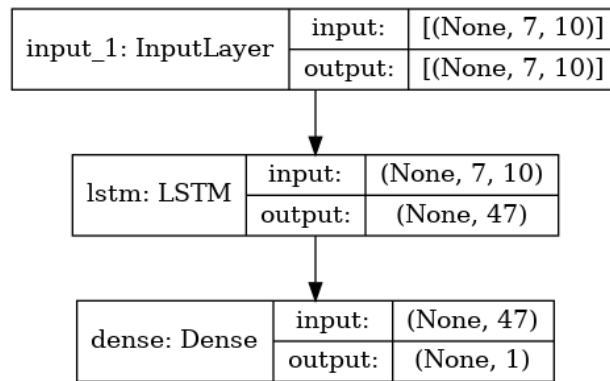 input_1: InputLayer
input: [(None, 7, 10)]
output: [(None, 7, 10)]
lstm: LSTM
input: (None, 7, 10)
output: (None, 47)
dense: Dense
input: (None, 47)
output: (None, 1)